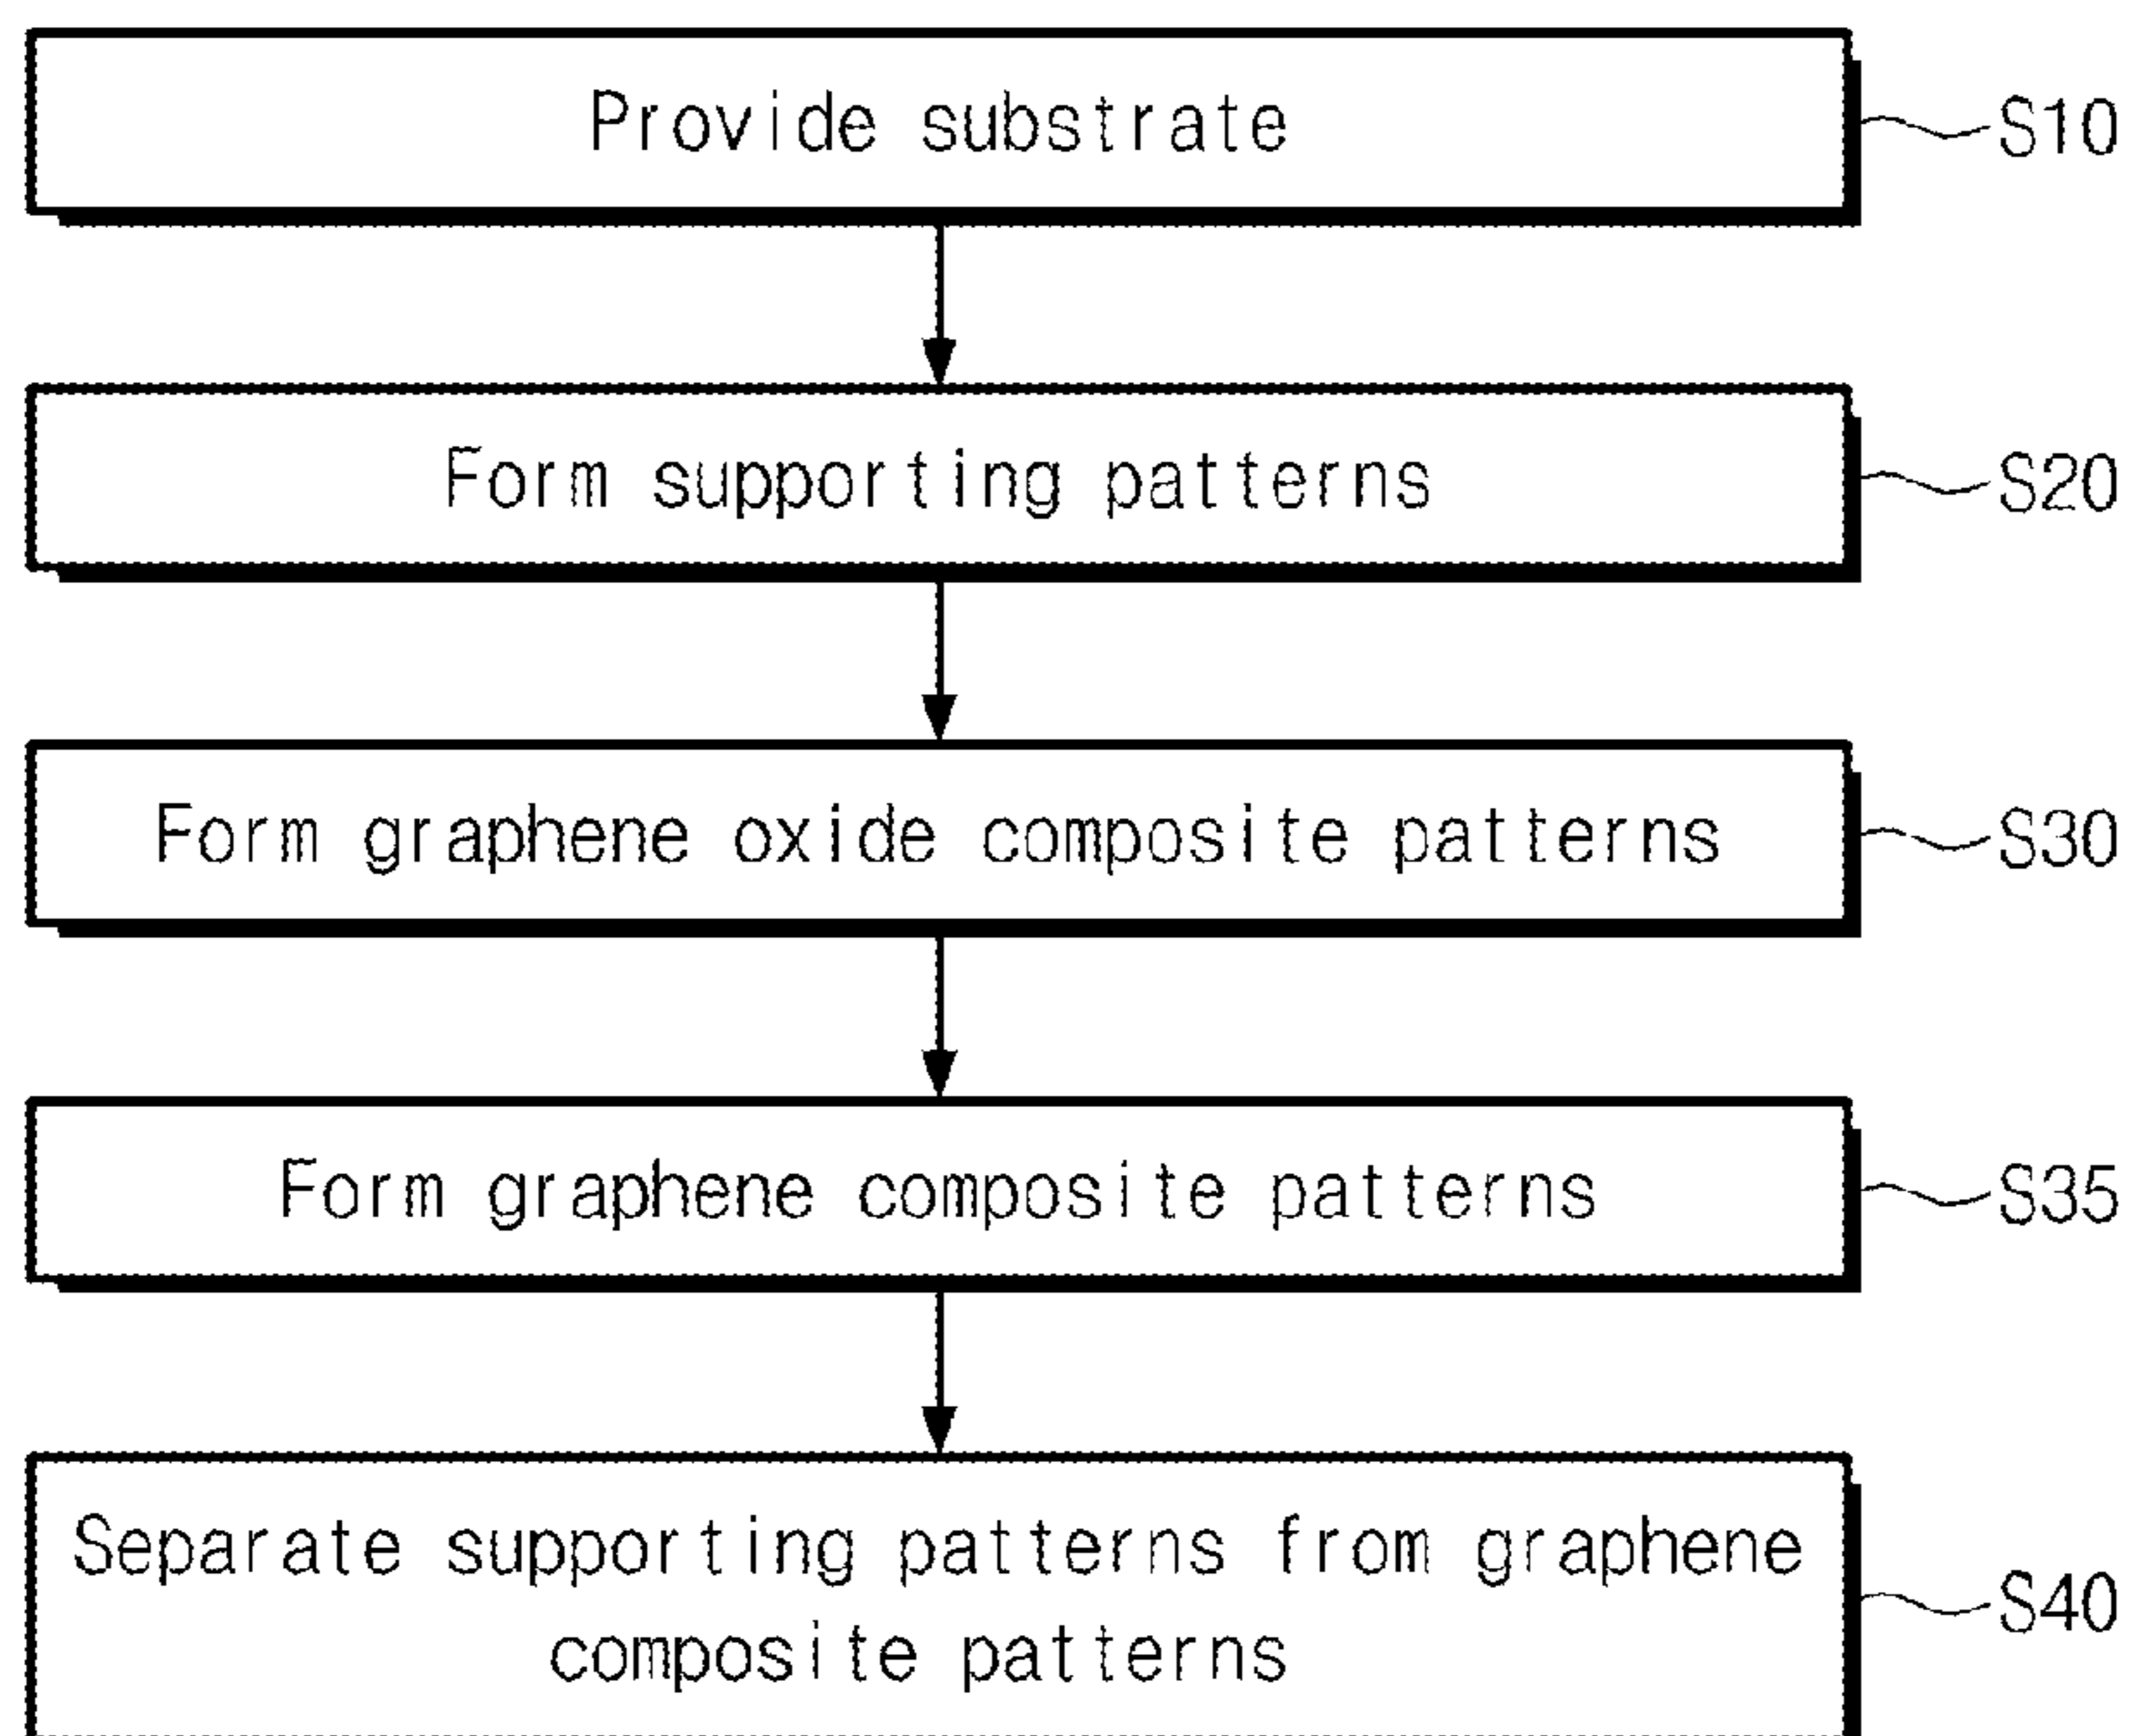 Provide substrate
S10
Form supporting patterns
S20
Form graphene oxide composite patterns
S30
Form graphene composite patterns
S35
Separate supporting patterns from graphene
composite patterns
S40